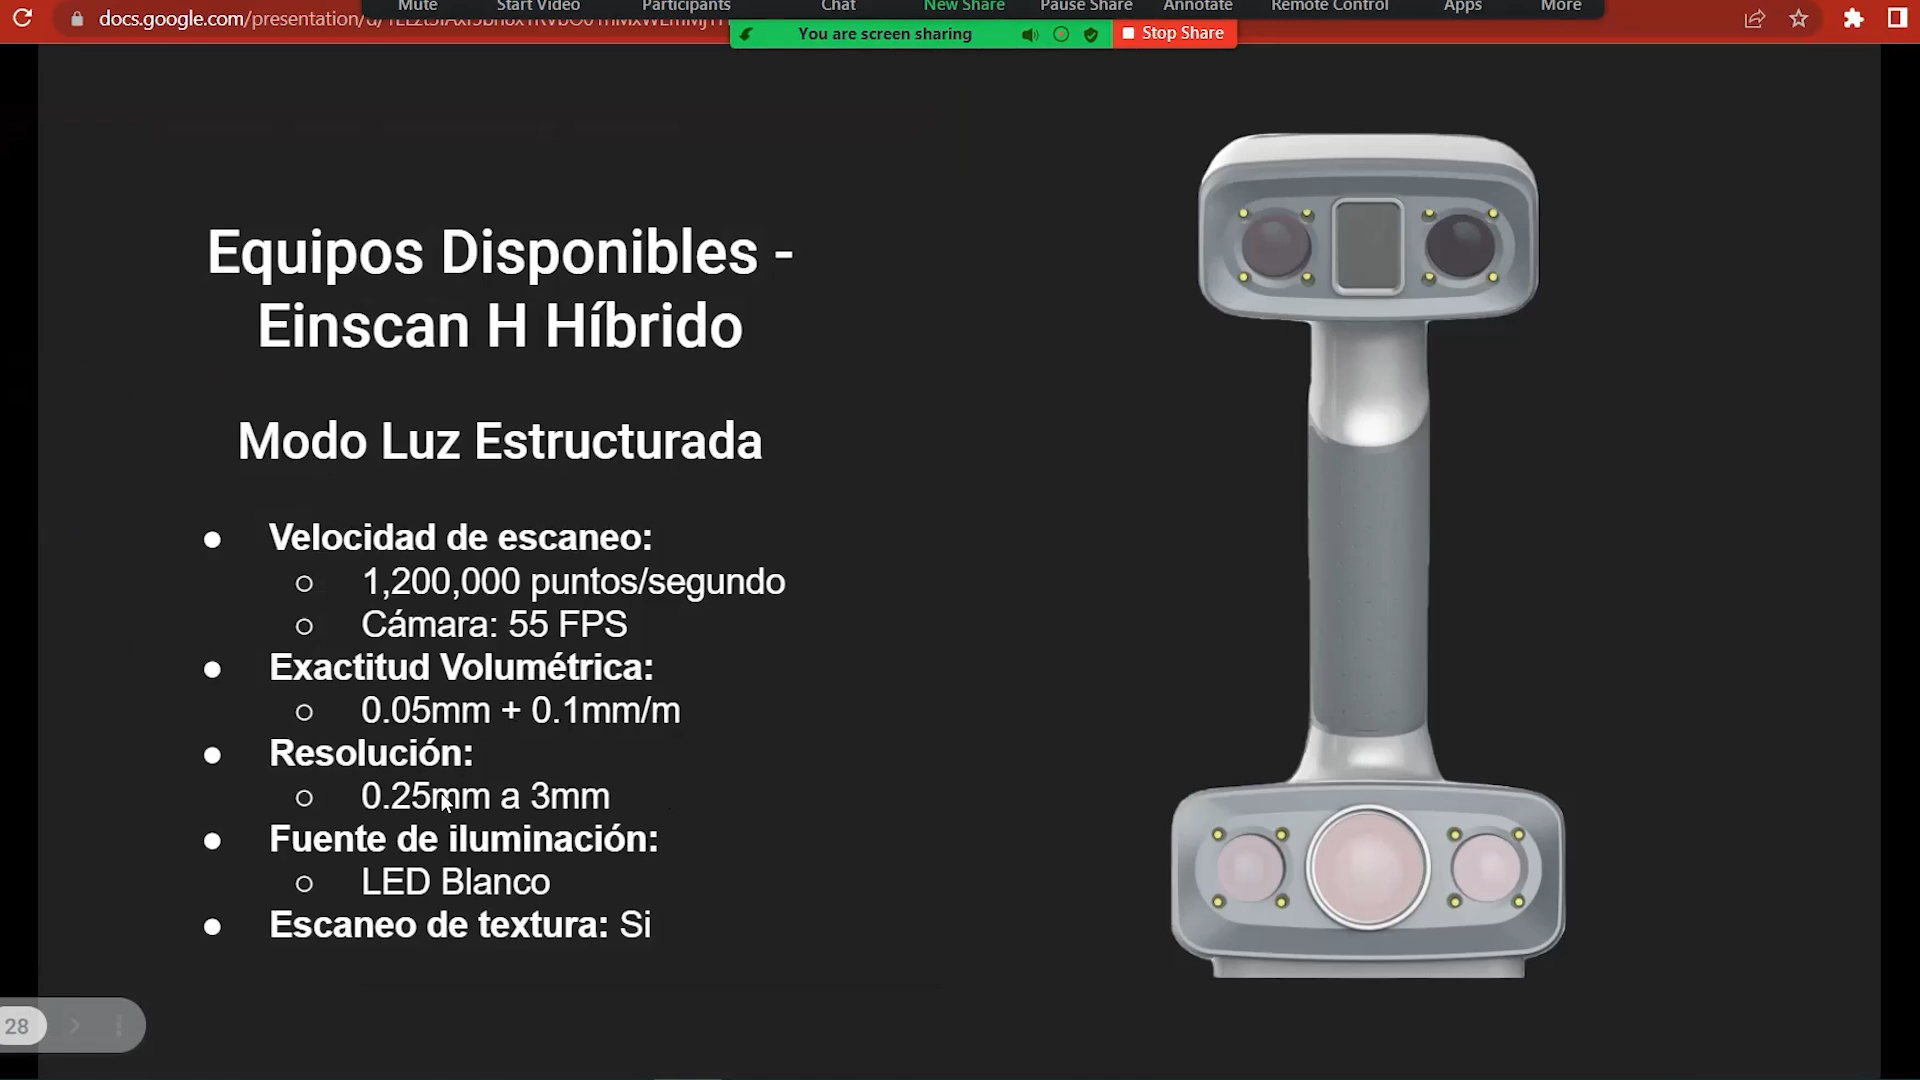 Mute Start Video Participants Chat New Share Pause Share Annotate Remote Control Apps More
docs.google.com/presentation/
You are screen sharing Stop Share
Equipos Disponibles -
Einscan H Híbrido
Modo Luz Estructurada
● Velocidad de escaneo:
○ 1,200,000 puntos/segundo
○ Cámara: 55 FPS
● Exactitud Volumétrica:
○ 0.05mm + 0.1mm/m
● Resolución:
○ 0.25mm a 3mm
● Fuente de iluminación:
○ LED Blanco
● Escaneo de textura: Si
28